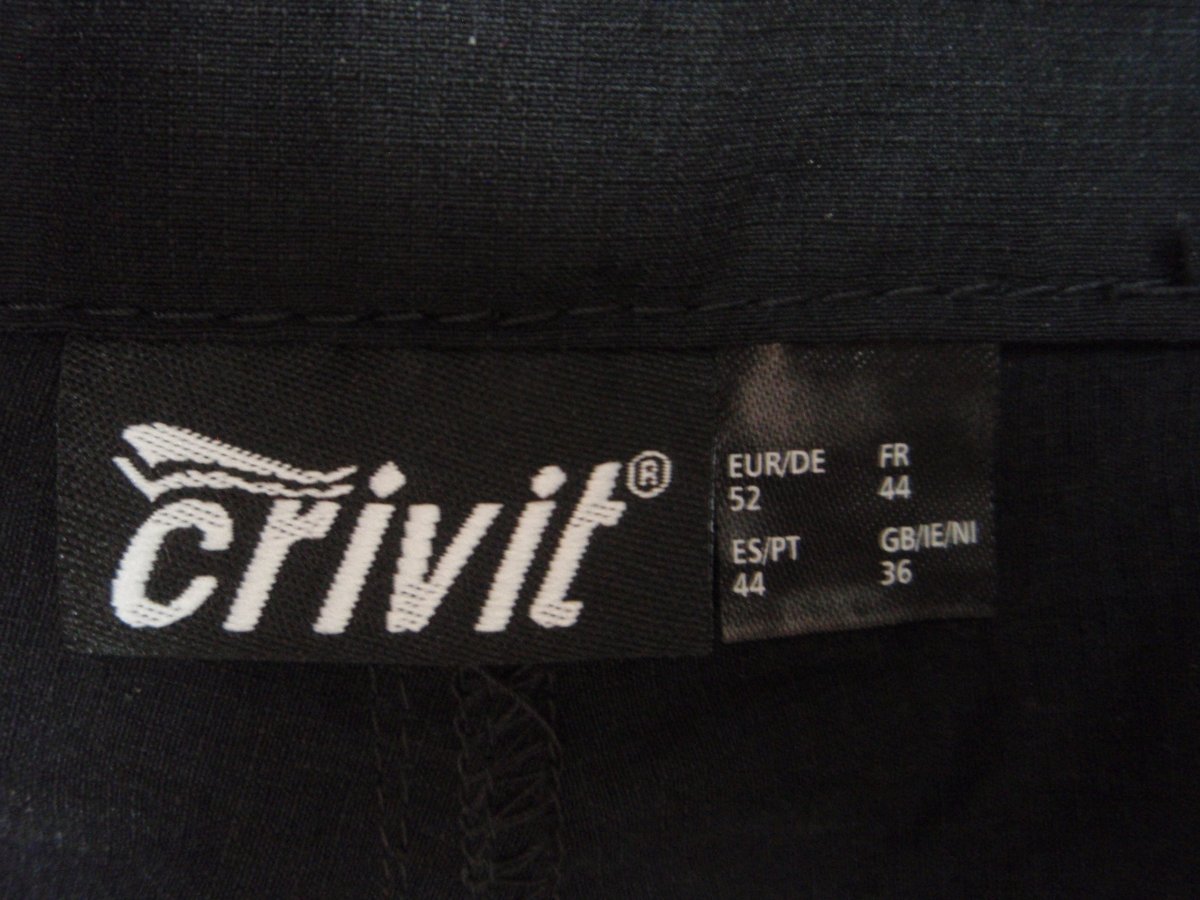 crivit®
EUR/DE FR
52 44
ES/PT GB/IE/NI
44 36